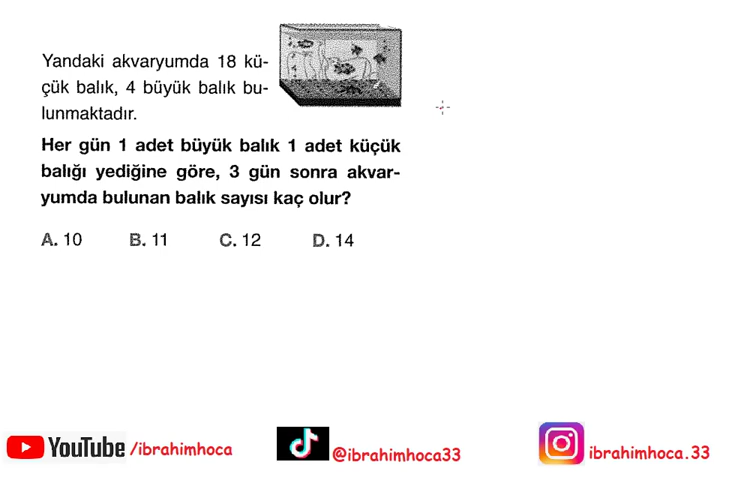 Yandaki akvaryumda 18 kü-
çük balık, 4 büyük balık bu-
lunmaktadır.
Her gün 1 adet büyük balık 1 adet küçük
balığı yediğine göre, 3 gün sonra akvar-
yumda bulunan balık sayısı kaç olur?
A. 10 B. 11 C. 12 D. 14
YouTube /ibrahimhoca @ibrahimhoca33 ibrahimhoca.33